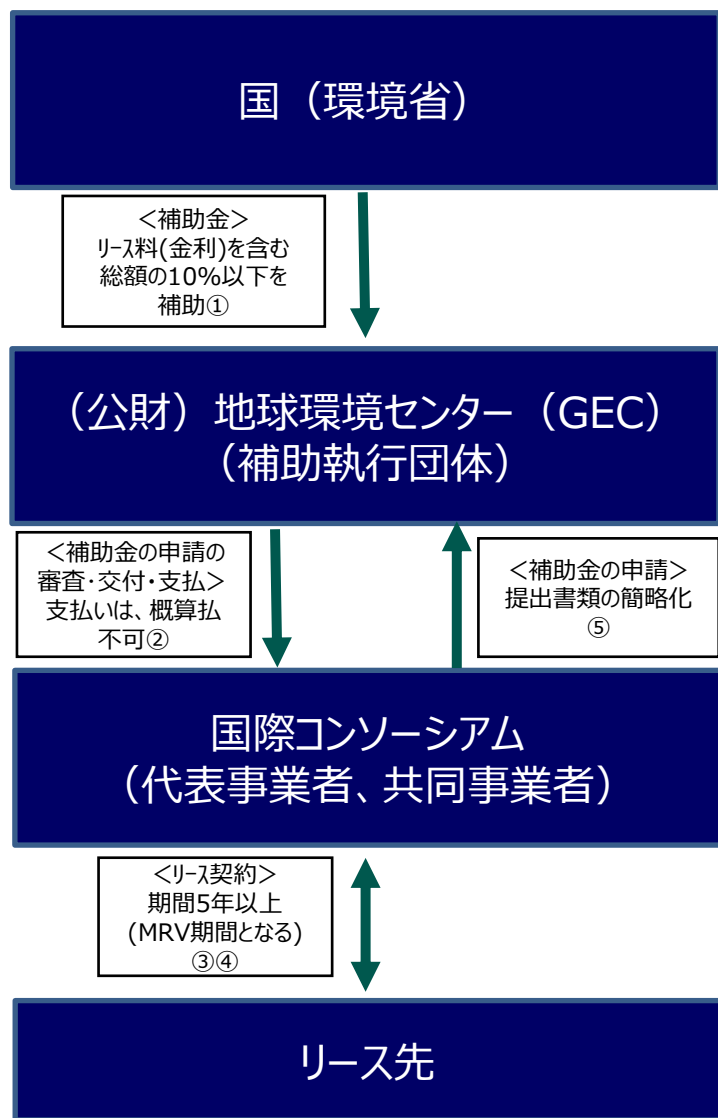 国（環境省）
＜補助金＞
ﾘｰｽ料(金利)を含む
総額の10%以下を
補助①
（公財）地球環境センター（GEC）
（補助執行団体）
＜補助金の申請の
審査・交付・支払＞
支払いは、概算払
不可②
＜補助金の申請＞
提出書類の簡略化
⑤
国際コンソーシアム
（代表事業者、共同事業者）
＜ﾘｰｽ契約＞
期間5年以上
(MRV期間となる)
③④
リース先